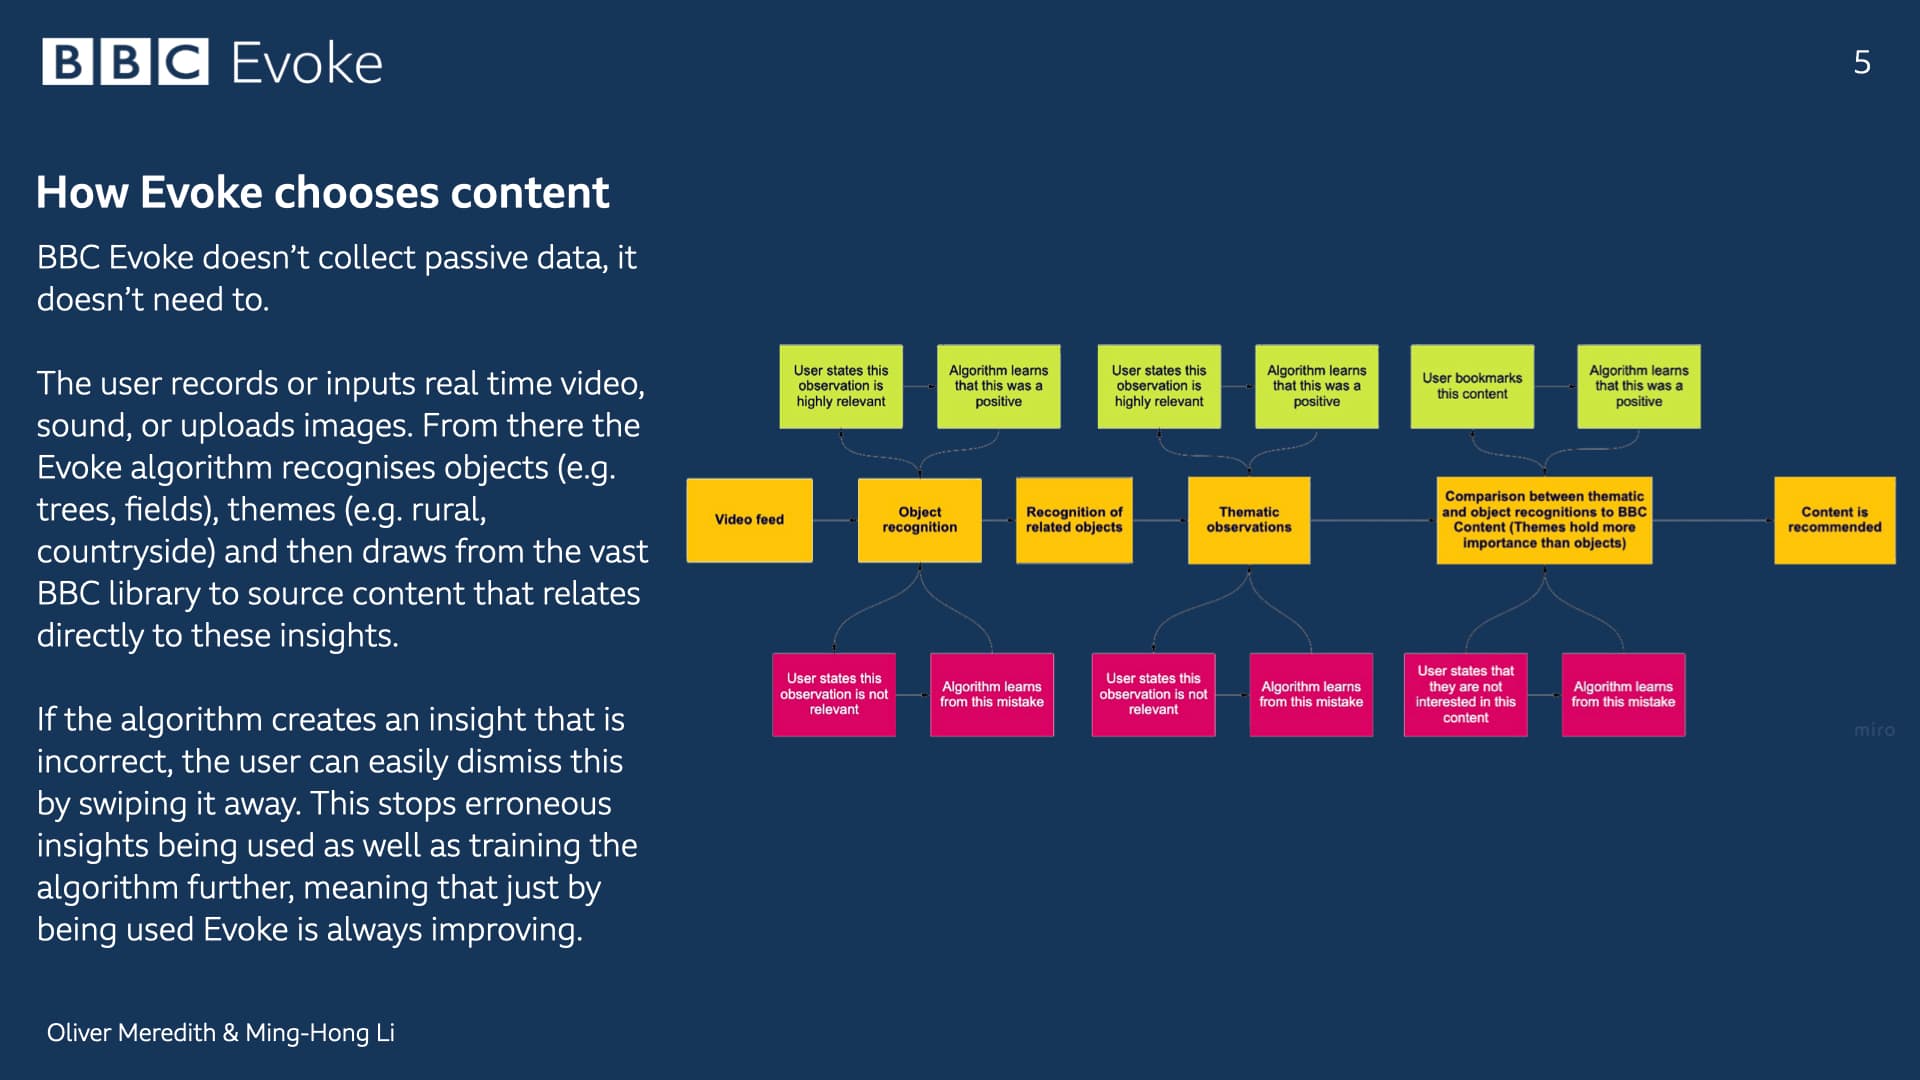 BBC Evoke
5
How Evoke chooses content
BBC Evoke doesn’t collect passive data, it
doesn’t need to.
The user records or inputs real time video,
sound, or uploads images. From there the
Evoke algorithm recognises objects (e.g.
trees, fields), themes (e.g. rural,
countryside) and then draws from the vast
BBC library to source content that relates
directly to these insights.
If the algorithm creates an insight that is
incorrect, the user can easily dismiss this
by swiping it away. This stops erroneous
insights being used as well as training the
algorithm further, meaning that just by
being used Evoke is always improving.
User states this
observation is
highly relevant
Algorithm learns
that this was a
positive
User states this
observation is
highly relevant
Algorithm learns
that this was a
positive
User bookmarks
this content
Algorithm learns
that this was a
positive
Video feed
Object
recognition
Recognition of
related objects
Thematic
observations
Comparison between thematic
and object recognitions to BBC
Content (Themes hold more
importance than objects)
Content is
recommended
User states this
observation is not
relevant
Algorithm learns
from this mistake
User states this
observation is not
relevant
Algorithm learns
from this mistake
User states that
they are not
interested in this
content
Algorithm learns
from this mistake
miro
Oliver Meredith & Ming-Hong Li